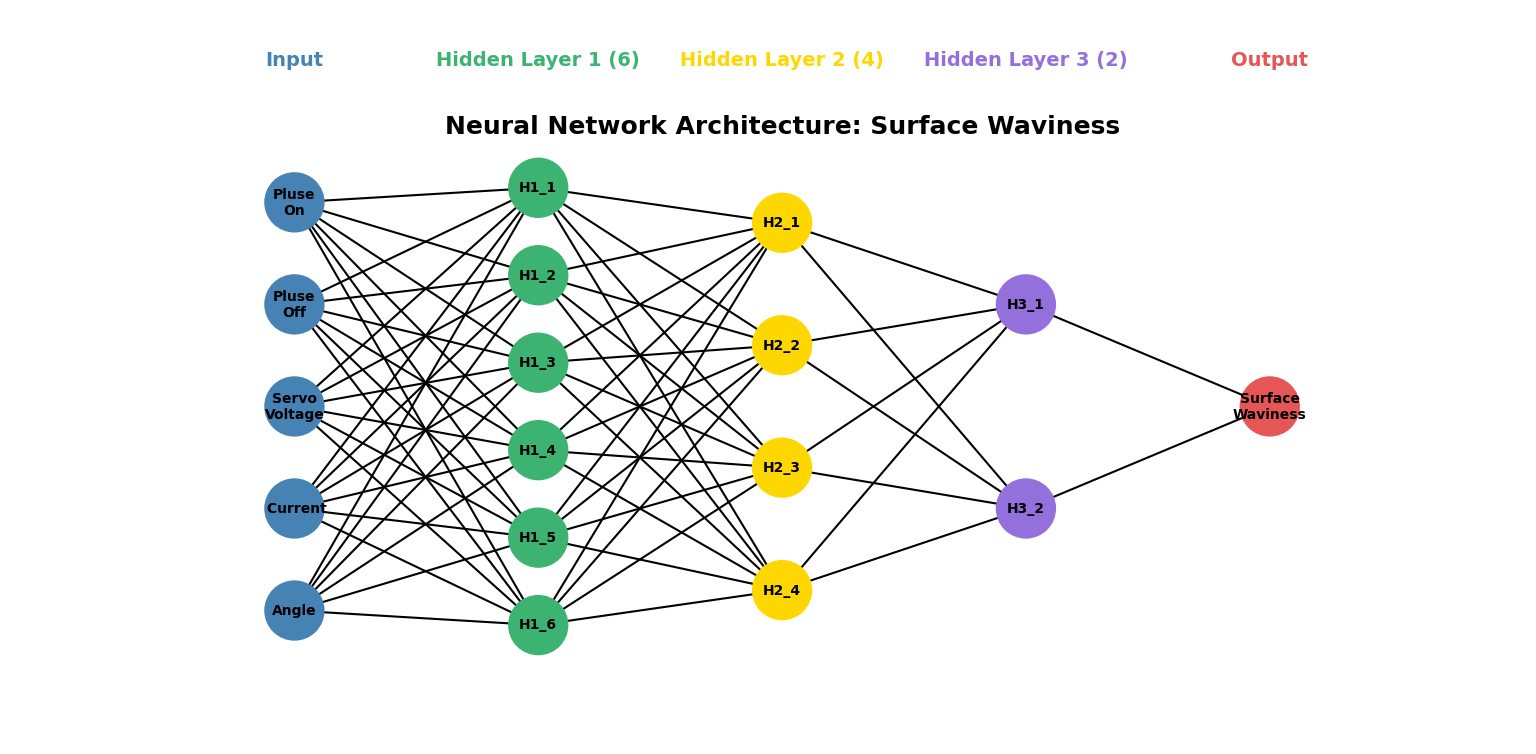 Input
Hidden Layer 1 (6)
Hidden Layer 2 (4)
Hidden Layer 3 (2)
Output
Neural Network Architecture: Surface Waviness
Pluse
On
Pluse
Off
Servo
Voltage
Current
Angle
H1_1
H1_2
H1_3
H1_4
H1_5
H1_6
H2_1
H2_2
H2_3
H2_4
H3_1
H3_2
Surface
Waviness